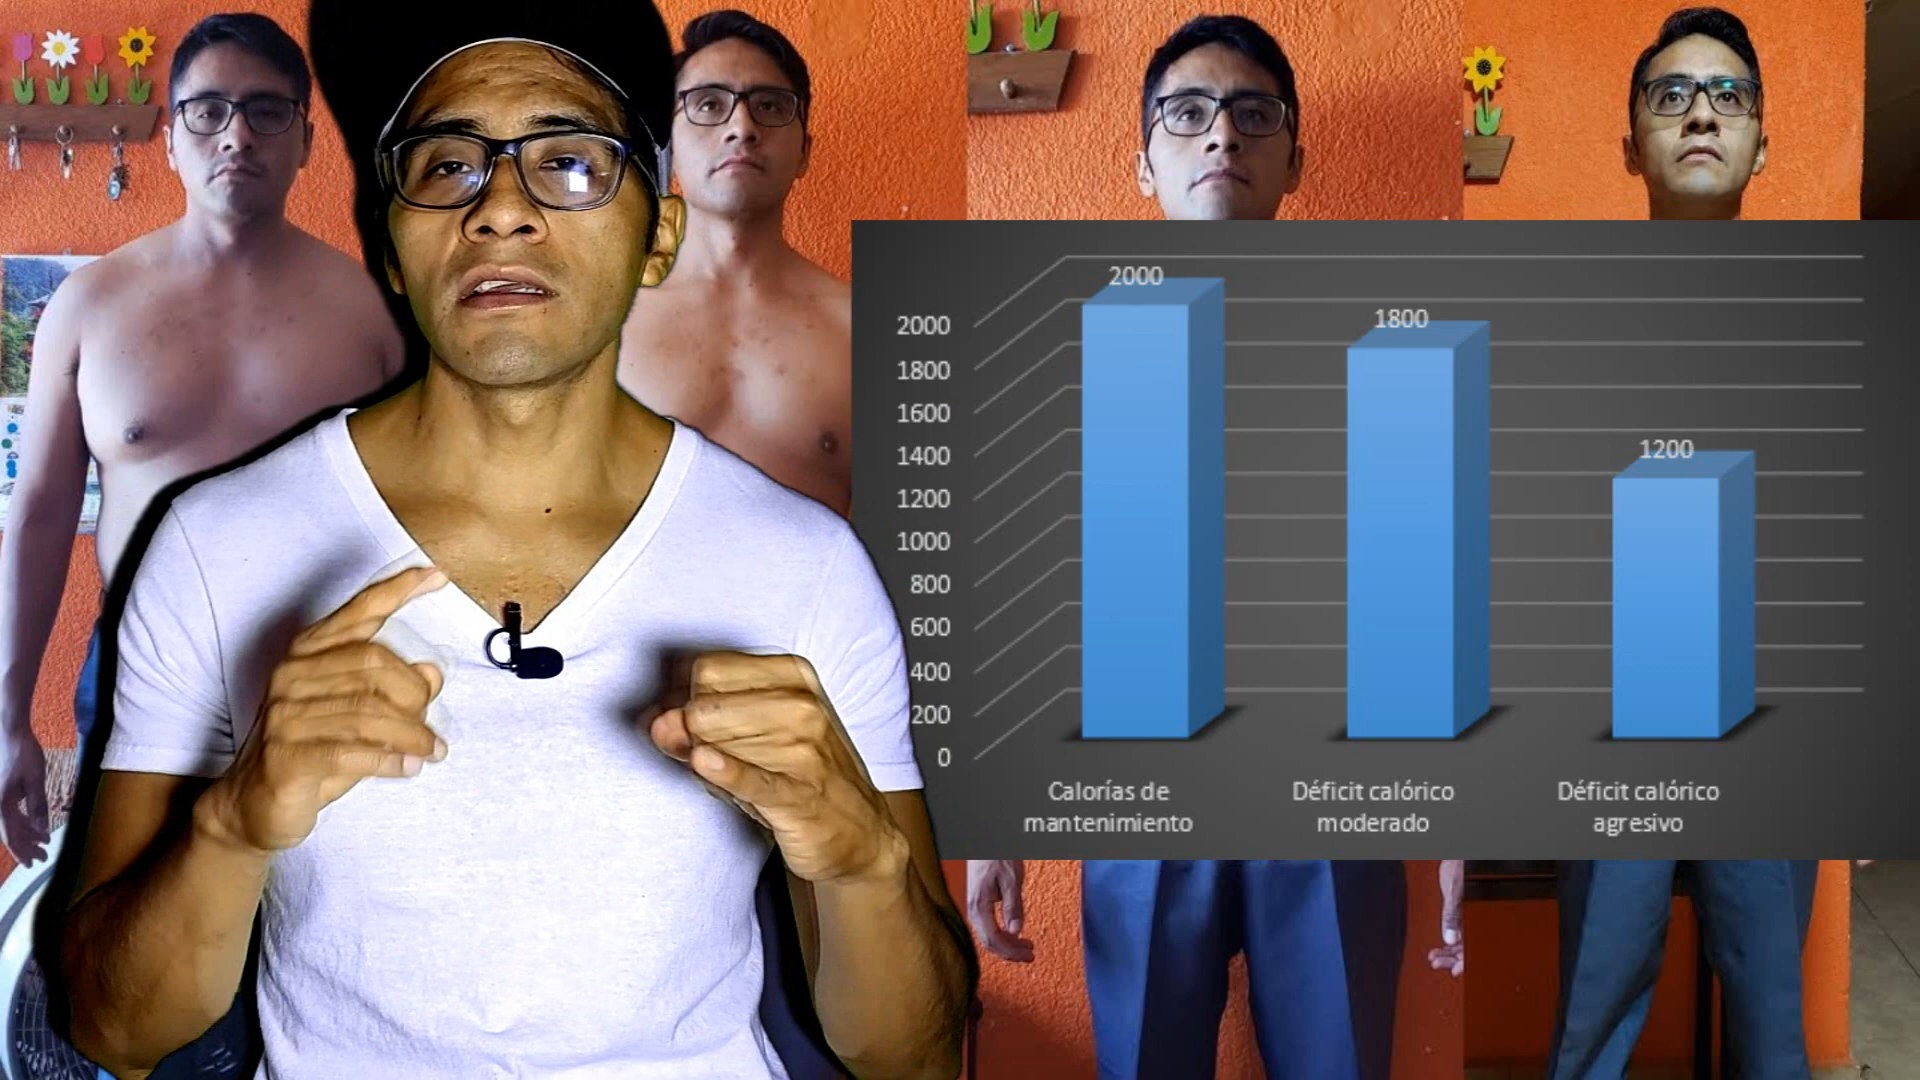 2000
1800
1200
2000
1800
1600
1400
1200
1000
800
600
400
200
0
Calorías de
mantenimiento
Déficit calórico
moderado
Déficit calórico
agresivo